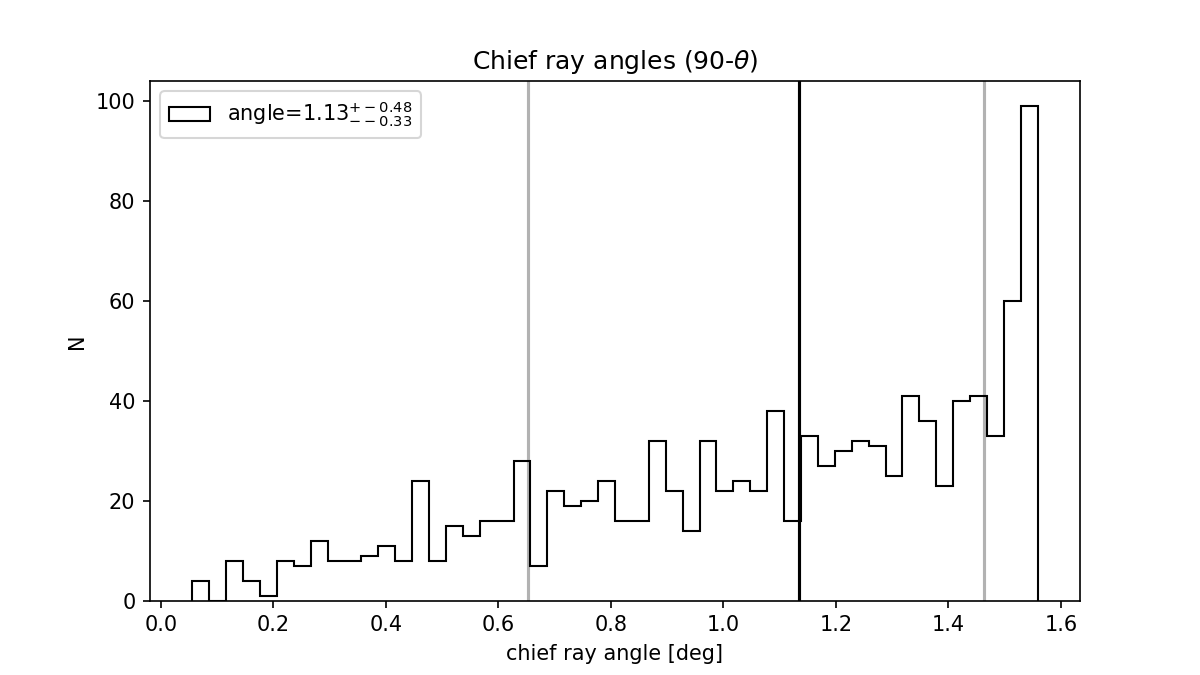 Chief ray angles (90-θ)
angle=1.13^{+-0.48}_{--0.33}
100
80
60
40
20
0
N
0.0 0.2 0.4 0.6 0.8 1.0 1.2 1.4 1.6
chief ray angle [deg]